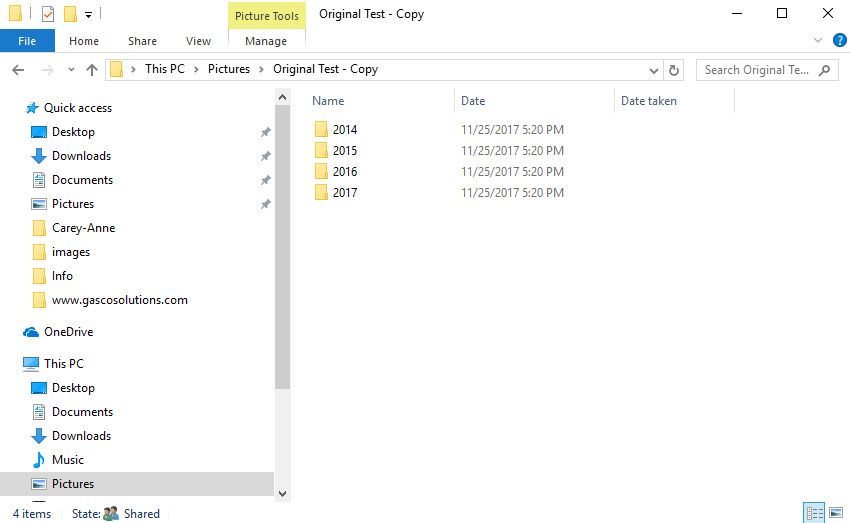 Picture Tools
Original Test - Copy
File
Home
Share
View
Manage
This PC
Pictures
Original Test - Copy
Search Original Te...
Quick access
Desktop
Downloads
Documents
Pictures
Carey-Anne
images
Info
www.gascosolutions.com
OneDrive
This PC
Desktop
Documents
Downloads
Music
Pictures
Name Date Date taken
2014 11/25/2017 5:20 PM
2015 11/25/2017 5:20 PM
2016 11/25/2017 5:20 PM
2017 11/25/2017 5:20 PM
4 items State: Shared